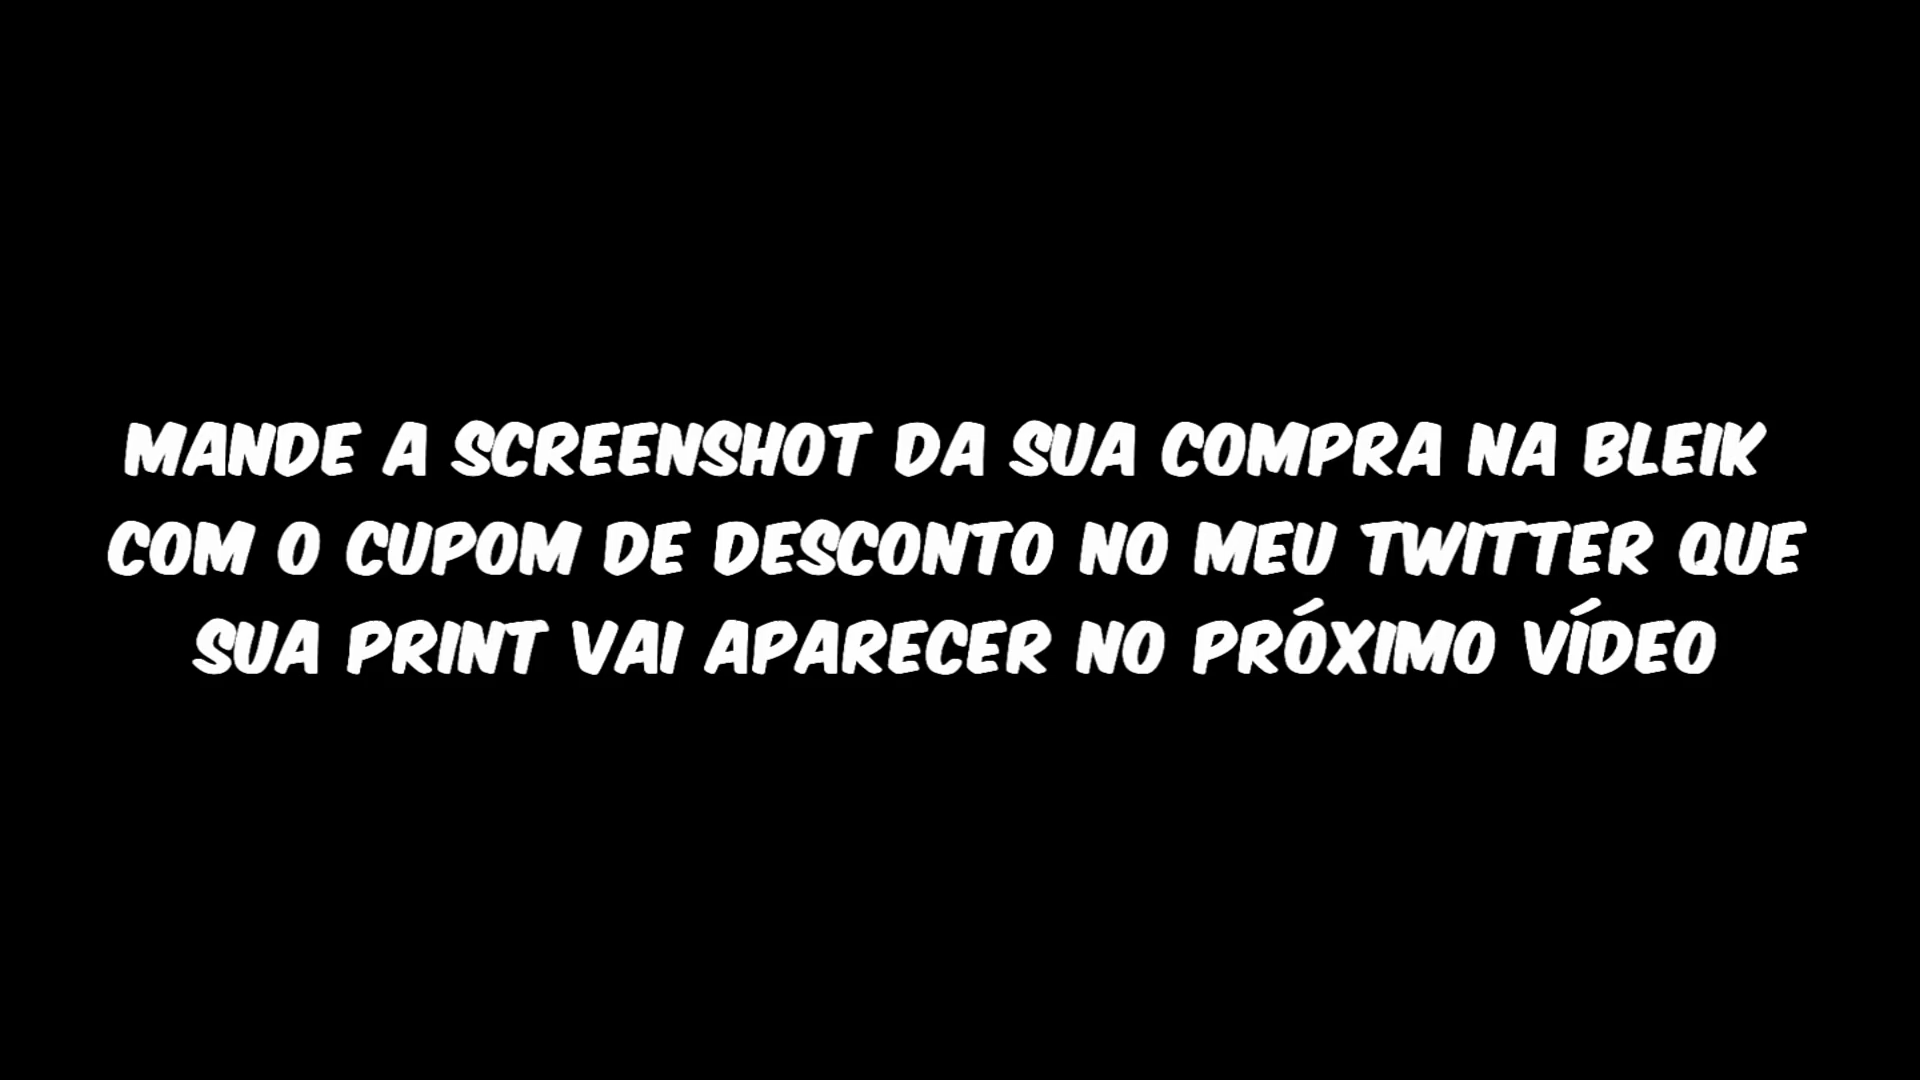 MANDE A SCREENSHOT DA SUA COMPRA NA BLEIK
COM O CUPOM DE DESCONTO NO MEU TWITTER QUE
SUA PRINT VAI APARECER NO PRÓXIMO VÍDEO